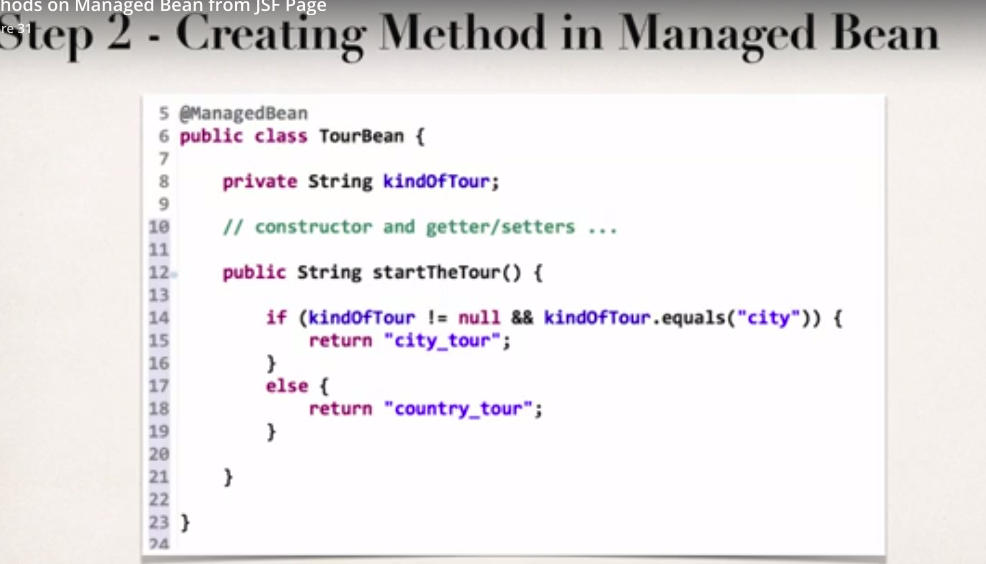 hods on Managed Bean from JSF Page
re 31
Step 2 - Creating Method in Managed Bean
5 @ManagedBean
6 public class TourBean {
7
8 private String kindOfTour;
9
10 // constructor and getter/setters ...
11
12 public String startTheTour() {
13
14 if (kindOfTour != null && kindOfTour.equals("city")) {
15 return "city_tour";
16 }
17 else {
18 return "country_tour";
19 }
20
21 }
22
23 }
24